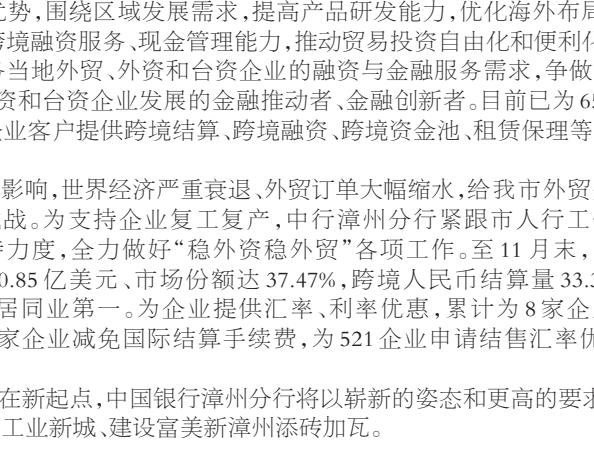 优势,围绕区域发展需求,提高产品研发能力,优化海外布局
跨境融资服务、现金管理能力,推动贸易投资自由化和便利化
当地外贸、外资和台资企业的融资与金融服务需求,争做
资和台资企业发展的金融推动者、金融创新者。目前已为 65
业客户提供跨境结算、跨境融资、跨境资金池、租赁保理等
影响,世界经济严重衰退、外贸订单大幅缩水,给我市外贸
战。为支持企业复工复产,中行漳州分行紧跟市人行工
力度,全力做好“稳外资稳外贸”各项工作。至 11 月末,
0.85 亿美元、市场份额达 37.47%,跨境人民币结算量 33.3
居同业第一。为企业提供汇率、利率优惠,累计为 8 家企
家企业减免国际结算手续费,为 521 企业申请结售汇率优
在新起点,中国银行漳州分行将以崭新的姿态和更高的要求
工业新城、建设富美新漳州添砖加瓦。